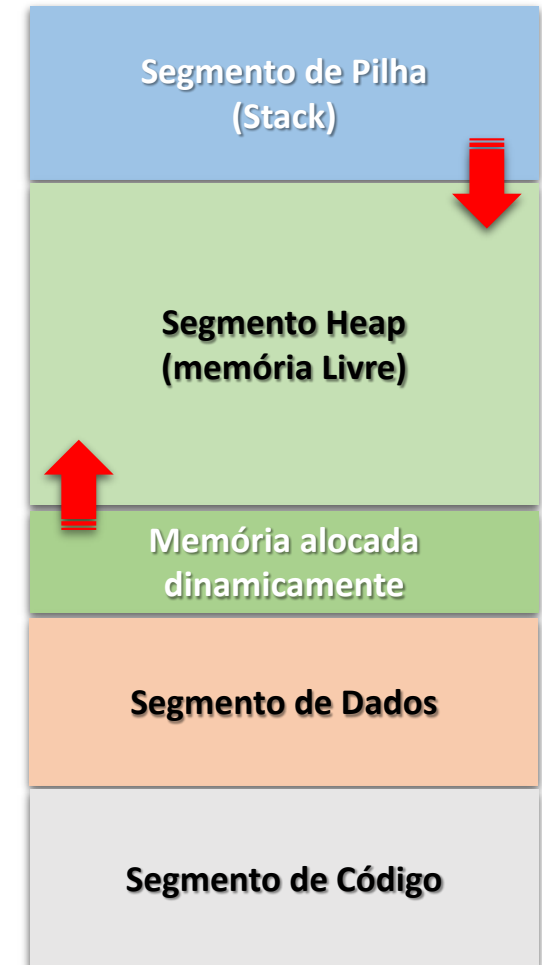 Segmento de Pilha
(Stack)
Segmento Heap
(memória Livre)
Memória alocada
dinamicamente
Segmento de Dados
Segmento de Código